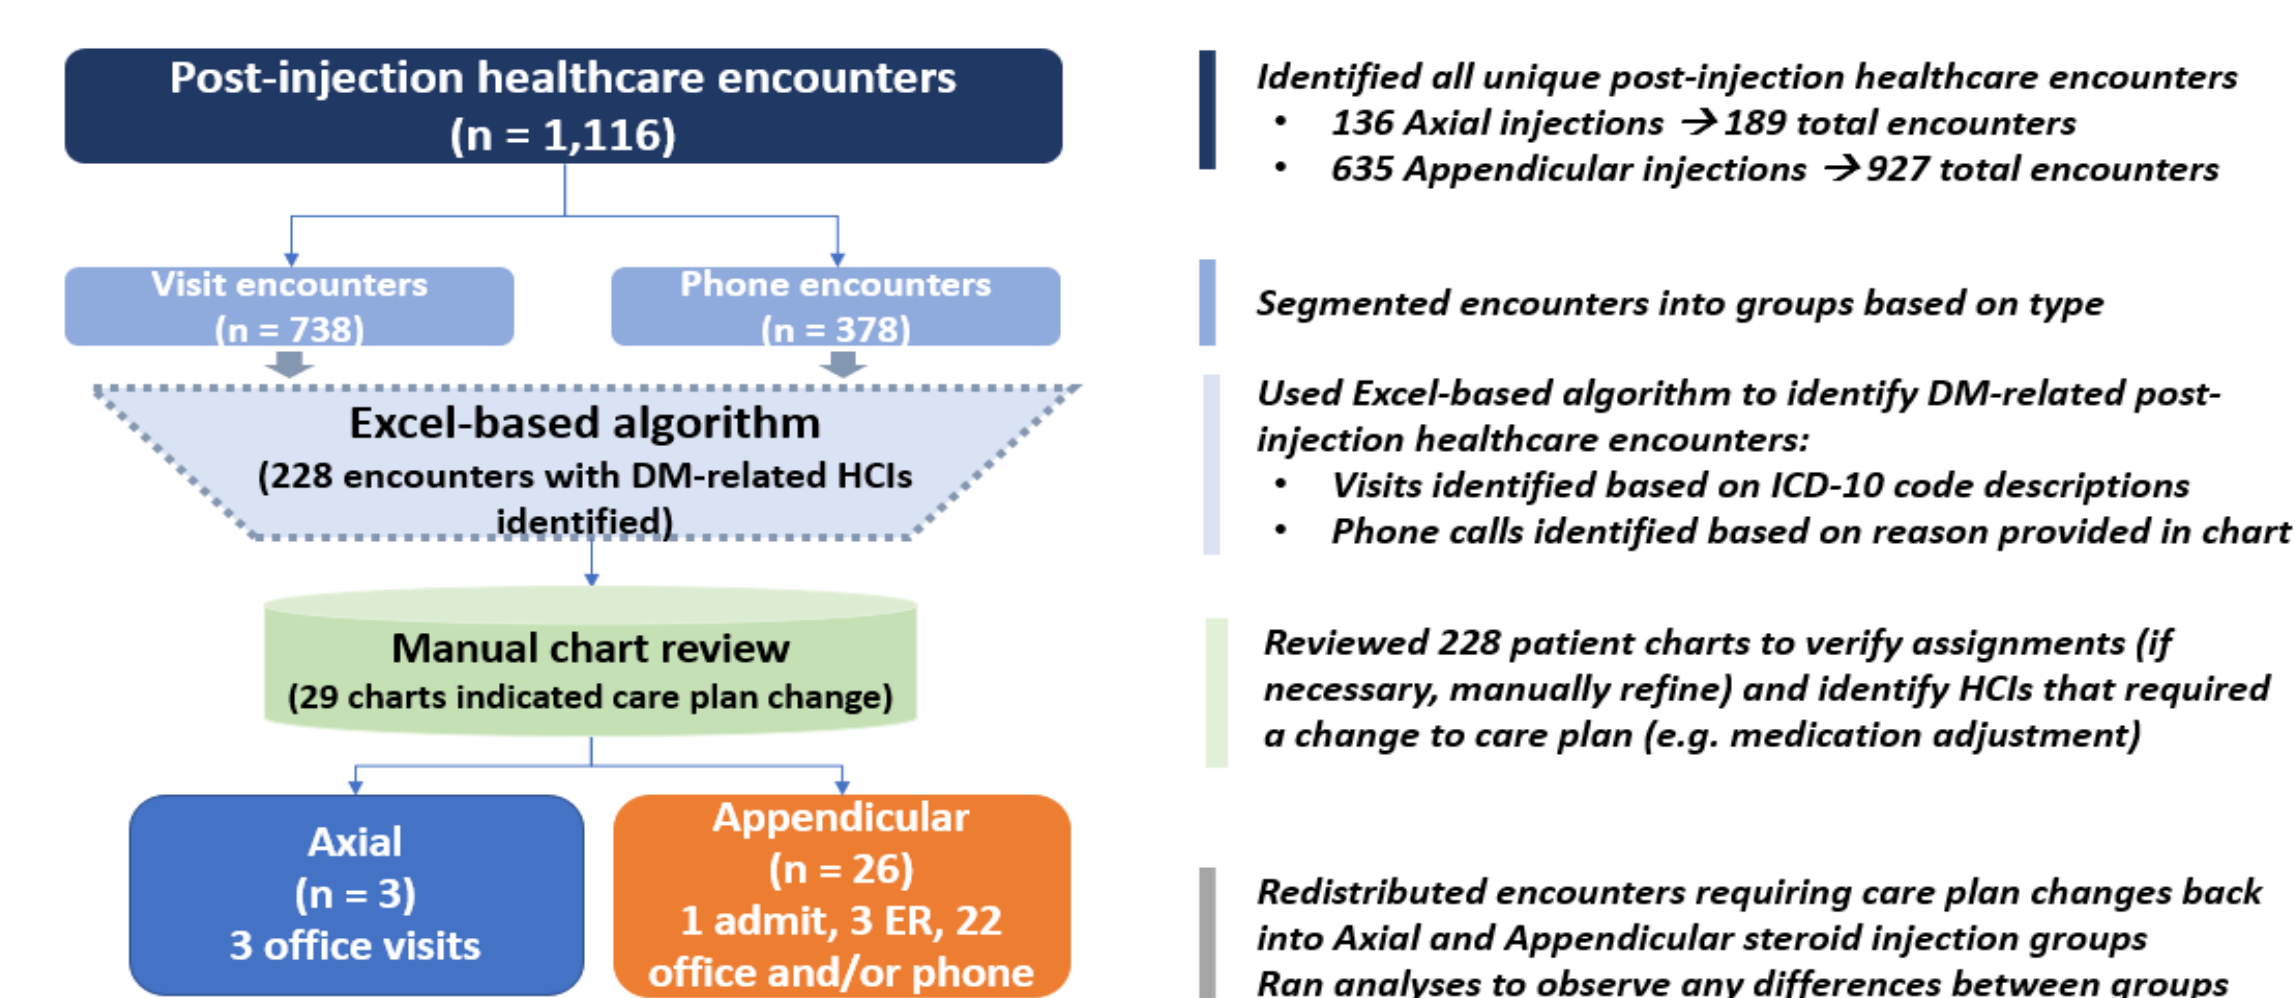 Post-injection healthcare encounters
(n = 1,116)
Identified all unique post-injection healthcare encounters
• 136 Axial injections → 189 total encounters
• 635 Appendicular injections → 927 total encounters
Visit encounters
(n = 738)
Phone encounters
(n = 378)
Segmented encounters into groups based on type
Excel-based algorithm
(228 encounters with DM-related HCIs
identified)
Used Excel-based algorithm to identify DM-related post-
injection healthcare encounters:
• Visits identified based on ICD-10 code descriptions
• Phone calls identified based on reason provided in chart
Manual chart review
(29 charts indicated care plan change)
Reviewed 228 patient charts to verify assignments (if
necessary, manually refine) and identify HCIs that required
a change to care plan (e.g. medication adjustment)
Axial
(n = 3)
3 office visits
Appendicular
(n = 26)
1 admit, 3 ER, 22
office and/or phone
Redistributed encounters requiring care plan changes back
into Axial and Appendicular steroid injection groups
Ran analyses to observe any differences between groups